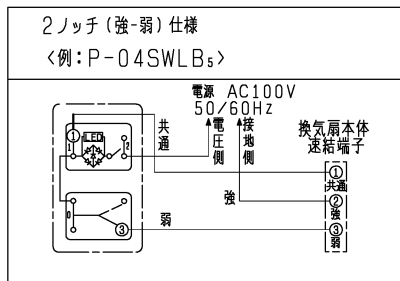 2ノッチ(強-弱)仕様
<例:P-04SWLB₅>
電源 AC100V
50/60Hz
電圧側
接地側
共通
換気扇本体
速結端子
LED
①
1
2
①
共通
②
強
③
弱
強
0
③
弱